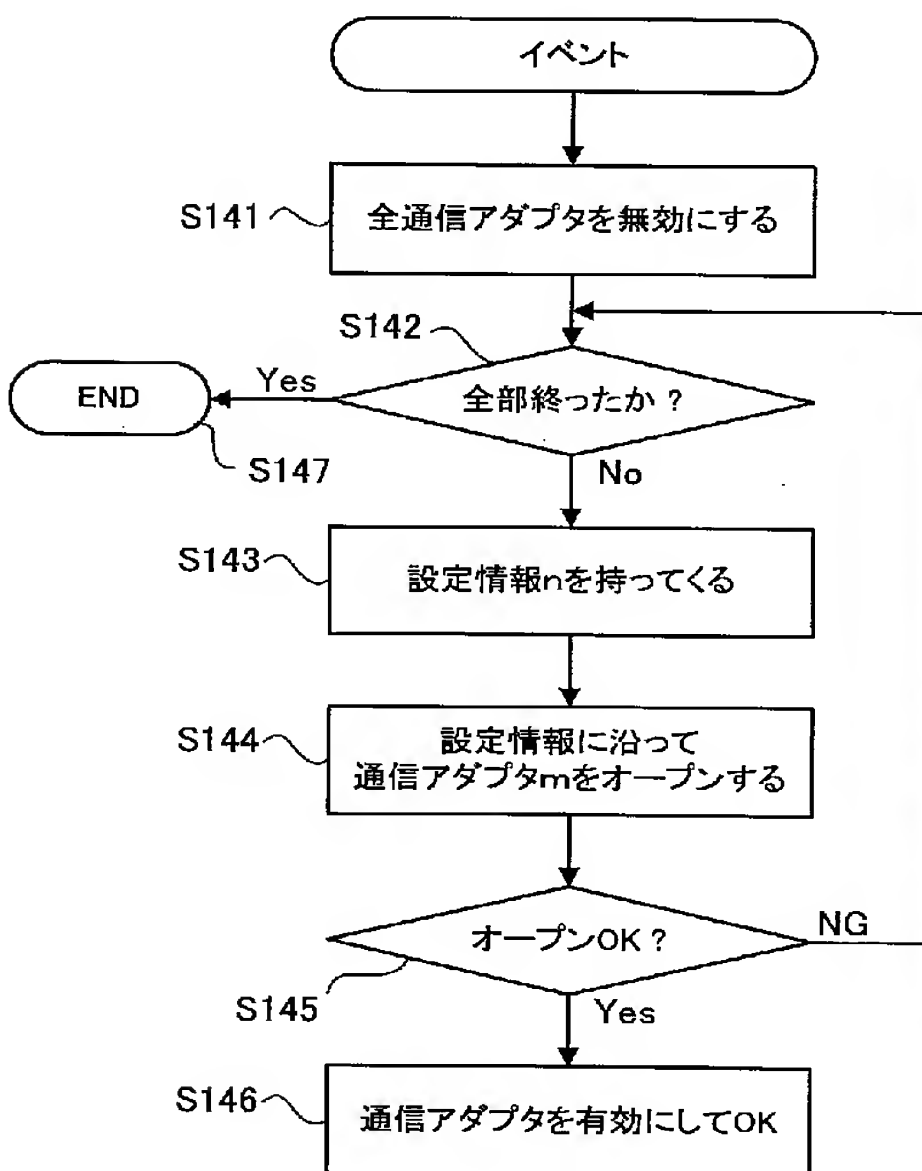 イベント
S141
全通信アダプタを無効にする
S142
全部終ったか?
Yes
END
S147
No
S143
設定情報nを持ってくる
S144
設定情報に沿って
通信アダプタmをオープンする
オープンOK?
NG
S145
Yes
S146
通信アダプタを有効にしてOK